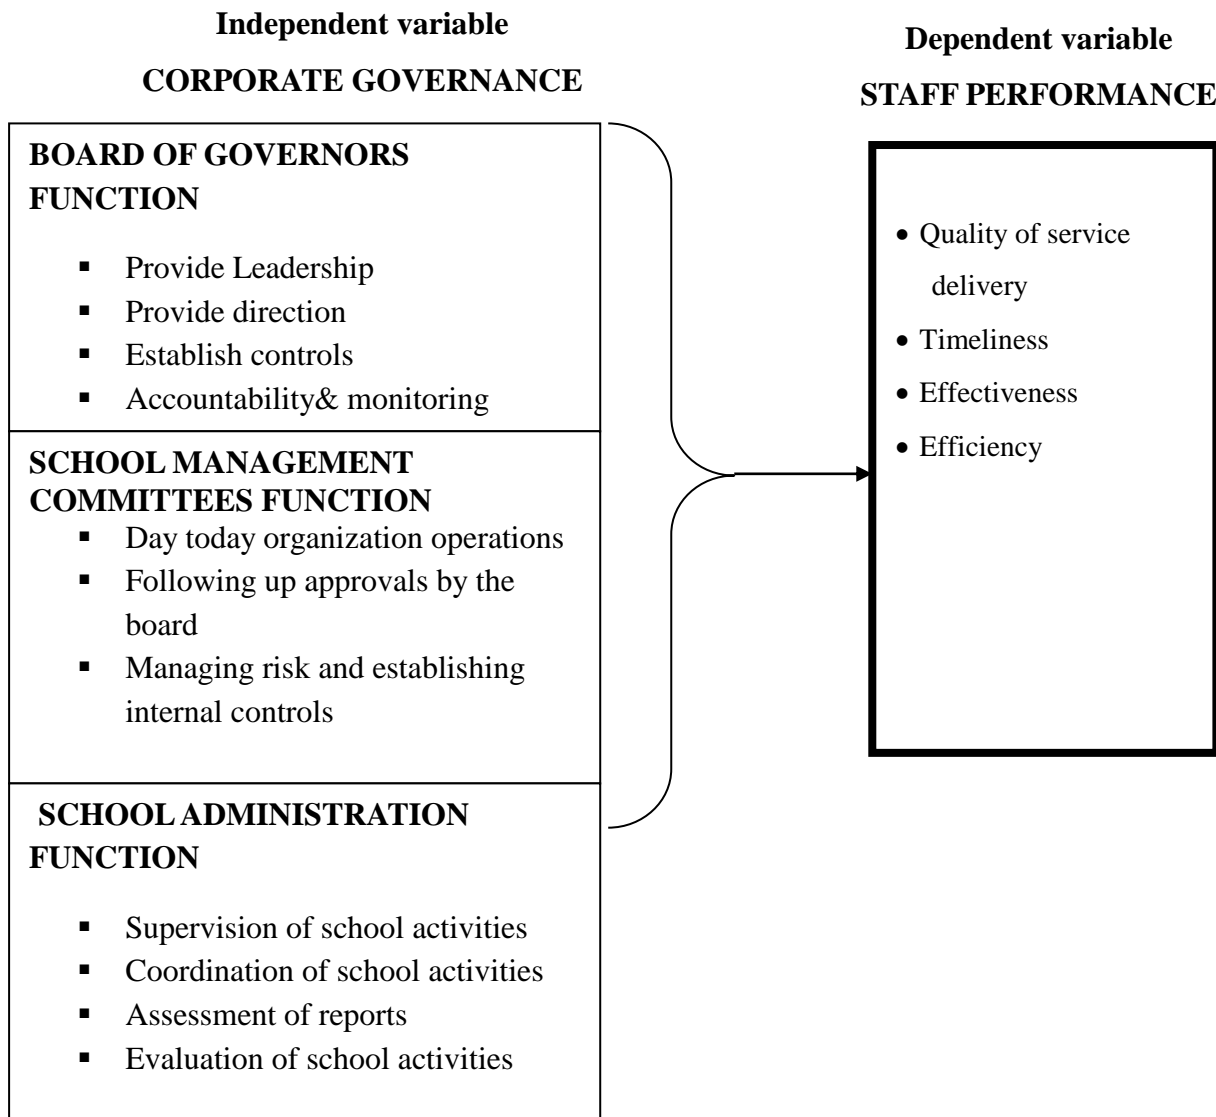 Independent variable
CORPORATE GOVERNANCE
BOARD OF GOVERNORS
FUNCTION
▪ Provide Leadership
▪ Provide direction
▪ Establish controls
▪ Accountability& monitoring
SCHOOL MANAGEMENT
COMMITTEES FUNCTION
▪ Day today organization operations
▪ Following up approvals by the
board
▪ Managing risk and establishing
internal controls
SCHOOL ADMINISTRATION
FUNCTION
▪ Supervision of school activities
▪ Coordination of school activities
▪ Assessment of reports
▪ Evaluation of school activities
Dependent variable
STAFF PERFORMANCE
• Quality of service
delivery
• Timeliness
• Effectiveness
• Efficiency